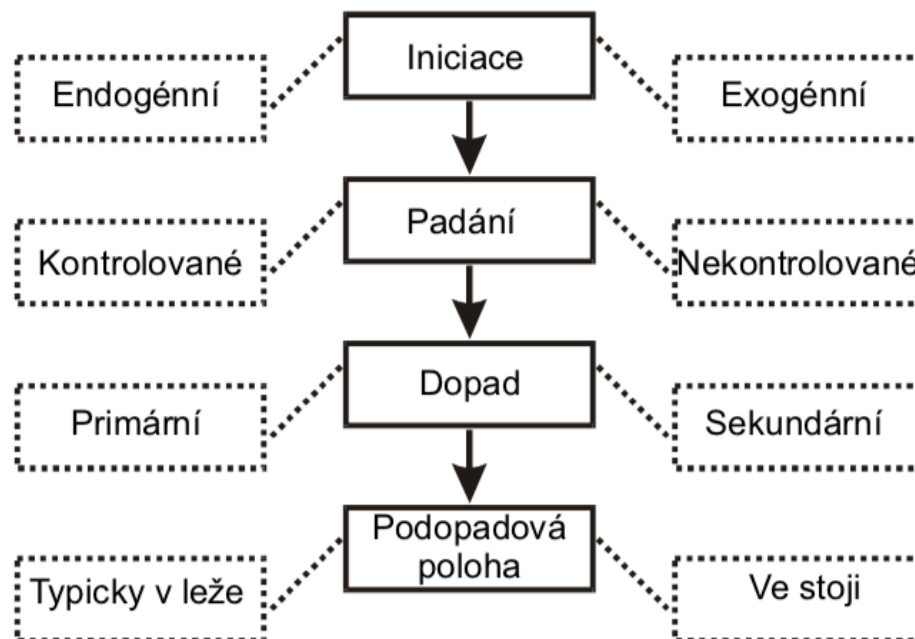 Iniciace
Endogénní
Exogénní
Padání
Kontrolované
Nekontrolované
Dopad
Primární
Sekundární
Podopadová
poloha
Typicky v leže
Ve stoji